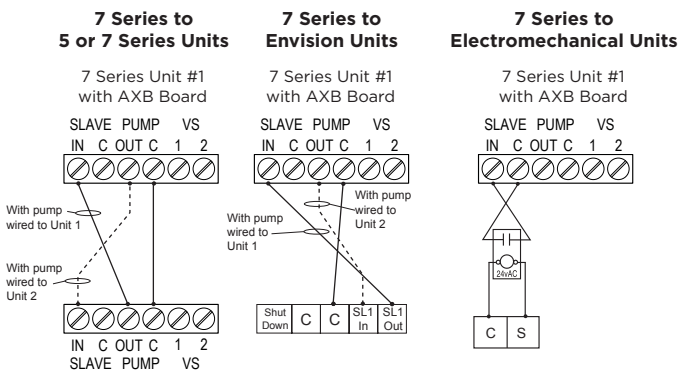 7 Series to
5 or 7 Series Units
7 Series Unit #1
with AXB Board
SLAVE PUMP VS
IN C OUT C 1 2
With pump
wired to Unit 1
With pump
wired to
Unit 2
IN C OUT C 1 2
SLAVE PUMP VS
7 Series to
Envision Units
7 Series Unit #1
with AXB Board
SLAVE PUMP VS
IN C OUT C 1 2
With pump
wired to
Unit 2
With pump
wired to
Unit 1
Shut
Down
C
C
SL1
In
SL1
Out
7 Series to
Electromechanical Units
7 Series Unit #1
with AXB Board
SLAVE PUMP VS
IN C OUT C 1 2
24vAC
C
S